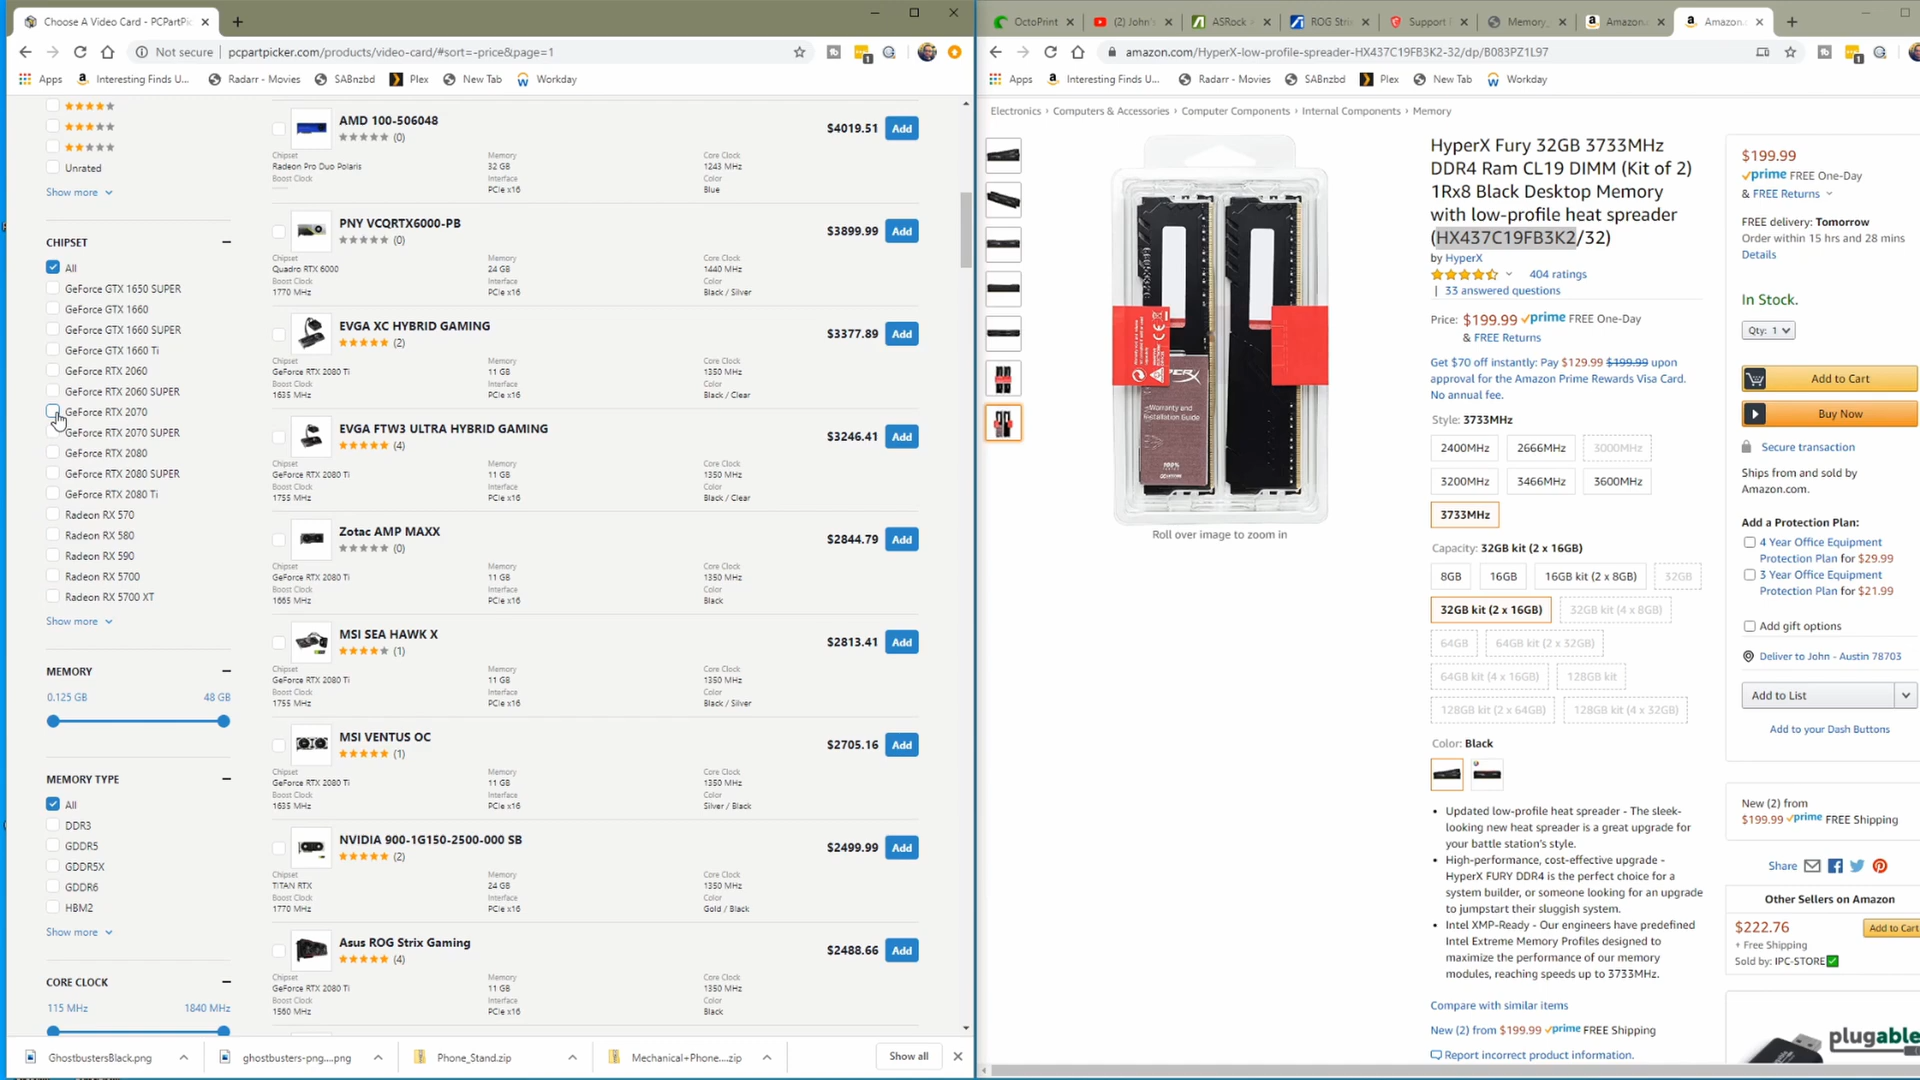 Choose A Video Card - PCPartPic
Not secure | pcpartpicker.com/products/video-card/#sort=-price&page=1
Apps
Interesting Finds U...
Radarr - Movies
SABnzbd
Plex
New Tab
Workday
Unrated
Show more
CHIPSET
All
GeForce GTX 1650 SUPER
GeForce GTX 1660
GeForce GTX 1660 SUPER
GeForce GTX 1660 Ti
GeForce RTX 2060
GeForce RTX 2060 SUPER
GeForce RTX 2070
GeForce RTX 2070 SUPER
GeForce RTX 2080
GeForce RTX 2080 SUPER
GeForce RTX 2080 Ti
Radeon RX 570
Radeon RX 580
Radeon RX 590
Radeon RX 5700
Radeon RX 5700 XT
Show more
MEMORY
0.125 GB 48 GB
MEMORY TYPE
All
DDR3
GDDR5
GDDR5X
GDDR6
HBM2
Show more
CORE CLOCK
115 MHz 1840 MHz
AMD 100-506048
(0)
$4019.51 Add
Chipset Memory Core Clock
Radeon Pro Duo Polaris 32 GB 1243 MHz
Boost Clock Interface Color
PCIe x16 Blue
PNY VCQRTX6000-PB
(0)
$3899.99 Add
Chipset Memory Core Clock
Quadro RTX 6000 24 GB 1440 MHz
Boost Clock Interface Color
1770 MHz PCIe x16 Black / Silver
EVGA XC HYBRID GAMING
(2)
$3377.89 Add
Chipset Memory Core Clock
GeForce RTX 2080 Ti 11 GB 1350 MHz
Boost Clock Interface Color
1635 MHz PCIe x16 Black / Clear
EVGA FTW3 ULTRA HYBRID GAMING
(4)
$3246.41 Add
Chipset Memory Core Clock
GeForce RTX 2080 Ti 11 GB 1350 MHz
Boost Clock Interface Color
1755 MHz PCIe x16 Black / Clear
Zotac AMP MAXX
(0)
$2844.79 Add
Chipset Memory Core Clock
GeForce RTX 2080 Ti 11 GB 1350 MHz
Boost Clock Interface Color
1665 MHz PCIe x16 Black
MSI SEA HAWK X
(1)
$2813.41 Add
Chipset Memory Core Clock
GeForce RTX 2080 Ti 11 GB 1350 MHz
Boost Clock Interface Color
1755 MHz PCIe x16 Black / Silver
MSI VENTUS OC
(1)
$2705.16 Add
Chipset Memory Core Clock
GeForce RTX 2080 Ti 11 GB 1350 MHz
Boost Clock Interface Color
1635 MHz PCIe x16 Silver / Black
NVIDIA 900-1G150-2500-000 SB
(2)
$2499.99 Add
Chipset Memory Core Clock
TITAN RTX 24 GB 1350 MHz
Boost Clock Interface Color
1770 MHz PCIe x16 Gold / Black
Asus ROG Strix Gaming
(4)
$2488.66 Add
Chipset Memory Core Clock
GeForce RTX 2080 Ti 11 GB 1350 MHz
Boost Clock Interface Color
1560 MHz PCIe x16 Black
GhostbustersBlack.png
ghostbusters-png....png
Phone_Stand.zip
Mechanical+Phone....zip
Show all
OctoPrint
(2) John's
ASRock
ROG Stri
Support
Memory_
Amazon.
Amazon.
amazon.com/HyperX-low-profile-spreader-HX437C19FB3K2-32/dp/B083PZ1L97
Apps
Interesting Finds U...
Radarr - Movies
SABnzbd
Plex
New Tab
Workday
Electronics › Computers & Accessories › Computer Components › Internal Components › Memory
Warranty and
Installation Guide
Roll over image to zoom in
HyperX Fury 32GB 3733MHz
DDR4 Ram CL19 DIMM (Kit of 2)
1Rx8 Black Desktop Memory
with low-profile heat spreader
(HX437C19FB3K2/32)
by HyperX
404 ratings
| 33 answered questions
Price: $199.99 prime FREE One-Day
& FREE Returns
Get $70 off instantly: Pay $129.99 $199.99 upon
approval for the Amazon Prime Rewards Visa Card.
No annual fee.
Style: 3733MHz
2400MHz 2666MHz 3000MHz
3200MHz 3466MHz 3600MHz
3733MHz
Capacity: 32GB kit (2 x 16GB)
8GB 16GB 16GB kit (2 x 8GB) 32GB
32GB kit (2 x 16GB) 32GB kit (4 x 8GB)
64GB 64GB kit (2 x 32GB)
64GB kit (4 x 16GB) 128GB kit
128GB kit (2 x 64GB) 128GB kit (4 x 32GB)
Color: Black
• Updated low-profile heat spreader - The sleek-
looking new heat spreader is a great upgrade for
your battle station's style.
• High-performance, cost-effective upgrade -
HyperX FURY DDR4 is the perfect choice for a
system builder, or someone looking for an upgrade
to jumpstart their sluggish system.
• Intel XMP-Ready - Our engineers have predefined
Intel Extreme Memory Profiles designed to
maximize the performance of our memory
modules, reaching speeds up to 3733MHz.
Compare with similar items
New (2) from $199.99 prime FREE Shipping
Report incorrect product information.
$199.99
prime FREE One-Day
& FREE Returns
FREE delivery: Tomorrow
Order within 15 hrs and 28 mins
Details
In Stock.
Qty: 1
Add to Cart
Buy Now
Secure transaction
Ships from and sold by
Amazon.com.
Add a Protection Plan:
4 Year Office Equipment
Protection Plan for $29.99
3 Year Office Equipment
Protection Plan for $21.99
Add gift options
Deliver to John - Austin 78703
Add to List
Add to your Dash Buttons
New (2) from
$199.99 prime FREE Shipping
Share
Other Sellers on Amazon
$222.76 Add to Cart
+ Free Shipping
Sold by: IPC-STORE
plugable